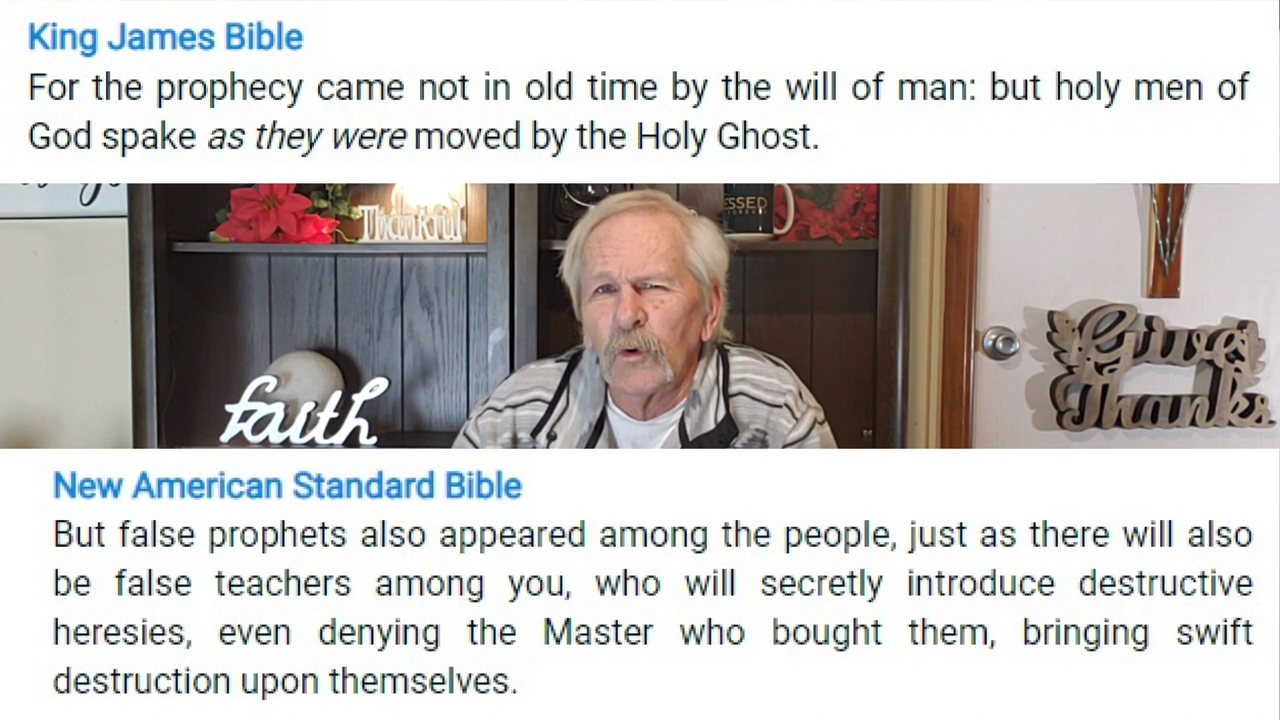 King James Bible
For the prophecy came not in old time by the will of man: but holy men of
God spake as they were moved by the Holy Ghost.
Thankful
ESSED
faith
Give
Thanks
New American Standard Bible
But false prophets also appeared among the people, just as there will also
be false teachers among you, who will secretly introduce destructive
heresies, even denying the Master who bought them, bringing swift
destruction upon themselves.